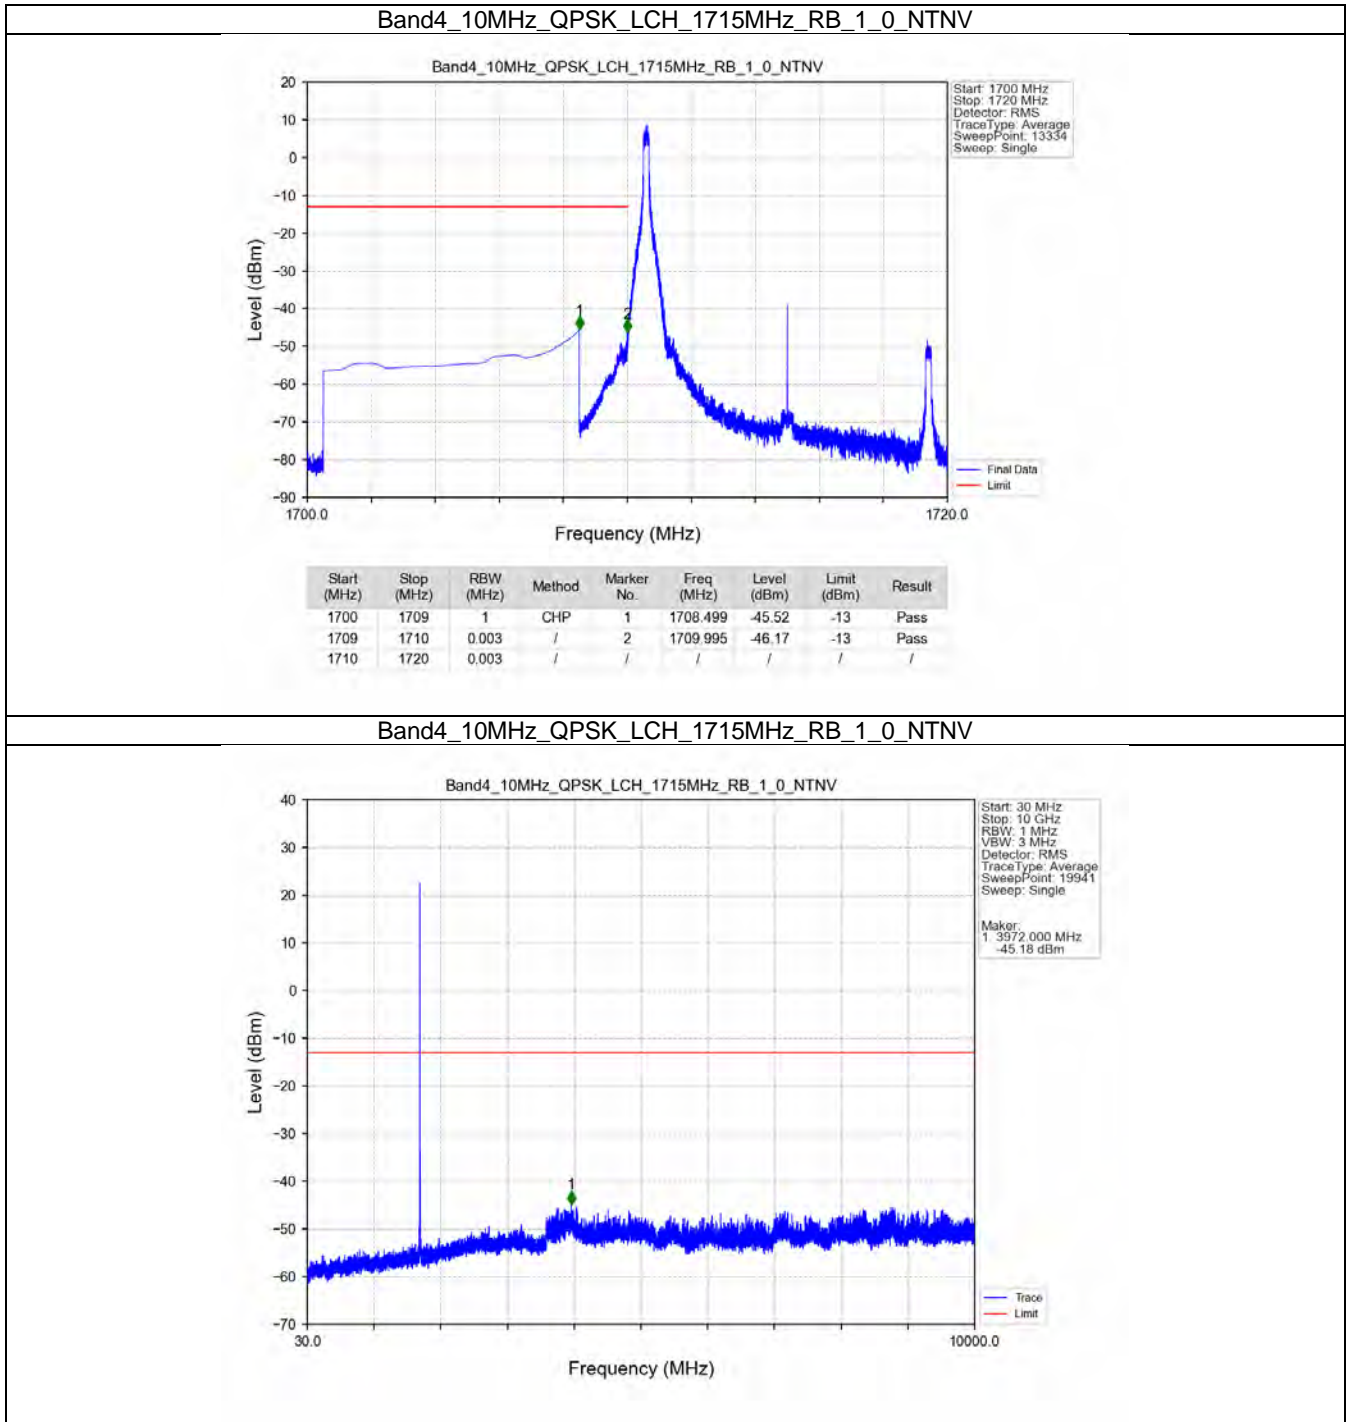 Band4_10MHz_QPSK_LCH_1715MHz_RB_1_0_NTNV
Band4_10MHz_QPSK_LCH_1715MHz_RB_1_0_NTNV
Start: 1700 MHz
Stop: 1720 MHz
Detector: RMS
TraceType: Average
SweepPoint: 13334
Sweep: Single
20
10
0
−10
−20
−30
−40
−50
−60
−70
−80
−90
Level (dBm)
1
2
Final Data
Limit
1700.0
1720.0
Frequency (MHz)
Start (MHz) Stop (MHz) RBW (MHz) Method Marker No. Freq (MHz) Level (dBm) Limit (dBm) Result
1700 1709 1 CHP 1 1708.499 -45.52 -13 Pass
1709 1710 0.003 / 2 1709.995 -46.17 -13 Pass
1710 1720 0.003 / / / / / /
Band4_10MHz_QPSK_LCH_1715MHz_RB_1_0_NTNV
Band4_10MHz_QPSK_LCH_1715MHz_RB_1_0_NTNV
Start: 30 MHz
Stop: 10 GHz
RBW: 1 MHz
VBW: 3 MHz
Detector: RMS
TraceType: Average
SweepPoint: 19941
Sweep: Single
Maker:
1 3972.000 MHz
-45.18 dBm
40
30
20
10
0
−10
−20
−30
−40
−50
−60
−70
Level (dBm)
1
Trace
Limit
30.0
10000.0
Frequency (MHz)